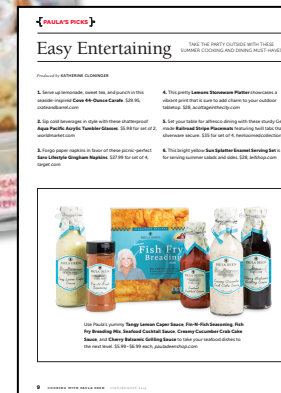 PAULA'S PICKS
Easy Entertaining
TAKE THE PARTY OUTSIDE WITH THESE
SUMMER COOKING AND DINING MUST-HAVES
Produced by KATHERINE CLONINGER
1. Serve up lemonade, sweet tea, and punch in this
seaside-inspired Cove 44-Ounce Carafe. $29.95,
crateandbarrel.com
2. Sip cold beverages in style with these shatterproof
Aqua Pacific Acrylic Tumbler Glasses. $5.98 for set of 2,
worldmarket.com
3. Forgo paper napkins in favor of these picnic-perfect
Sara Lifestyle Gingham Napkins. $27.99 for set of 4,
target.com
4. This pretty Lemons Stoneware Platter showcases a
vibrant print that is sure to add charm to your outdoor
tabletop. $28,
5. Set your table for alfresco dining with these sturdy
made Railroad Stripe Placemats featuring twill tabs
silverware secure. $35 for set of 4,
6. This bright yellow Sun Splatter Enamel Serving Set is
for serving summer salads and sides. $28,
PAULA DEEN
Fish Fry
Breading
Use Paula's yummy Tangy Lemon Caper Sauce, Fin-N-Fish Seasoning, Fish
Fry Breading Mix, Seafood Cocktail Sauce, Creamy Cucumber Crab Cake
Sauce, and Cherry Balsamic Grilling Sauce to take your seafood dishes to
the next level. $5.99–$6.99 each, pauladeenshop.com
9 COOKING WITH PAULA DEEN